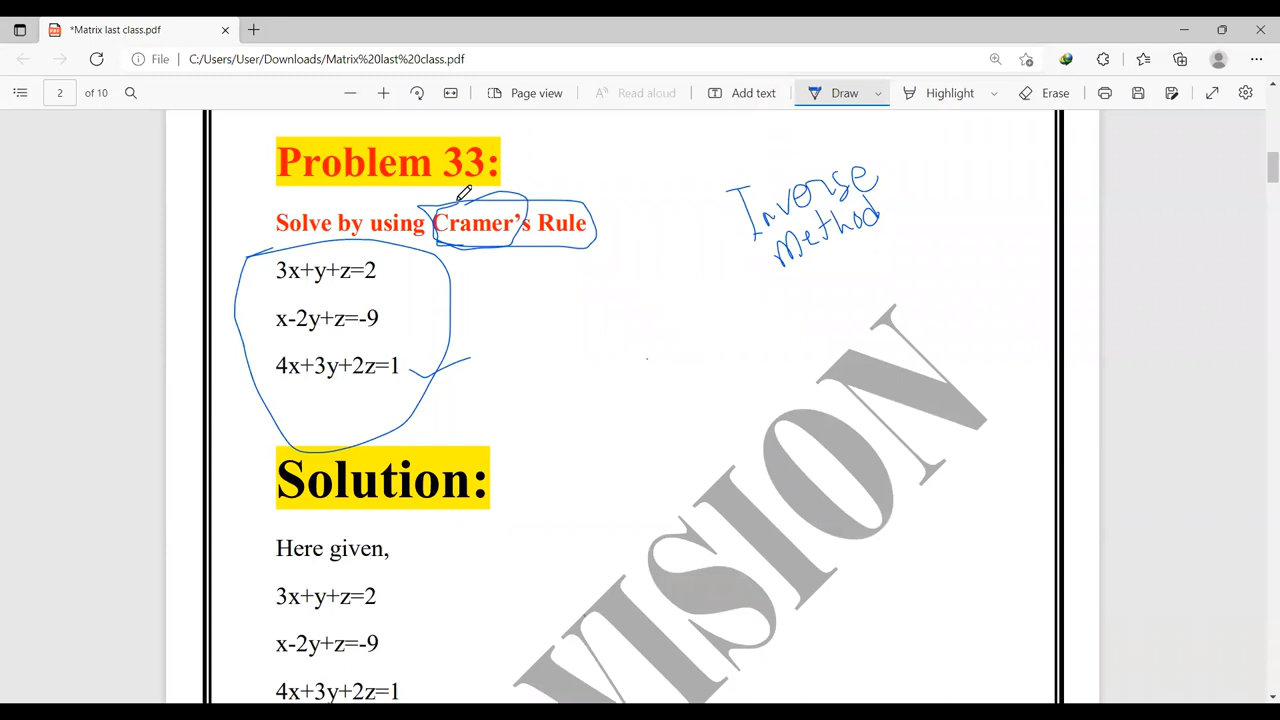 *Matrix last class.pdf
File C:/Users/User/Downloads/Matrix%20last%20class.pdf
2 of 10 Page view Read aloud Add text Draw Highlight Erase
Problem 33:
Solve by using Cramer's Rule
Inverse
Method
3x+y+z=2
x-2y+z=-9
4x+3y+2z=1
Solution:
Here given,
3x+y+z=2
x-2y+z=-9
4x+3y+2z=1
VISION